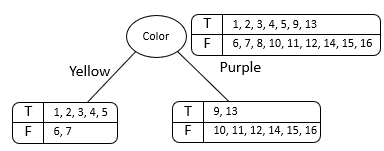 Color
T 1, 2, 3, 4, 5, 9, 13
F 6, 7, 8, 10, 11, 12, 14, 15, 16
Yellow
Purple
T 1, 2, 3, 4, 5
F 6, 7
T 9, 13
F 10, 11, 12, 14, 15, 16